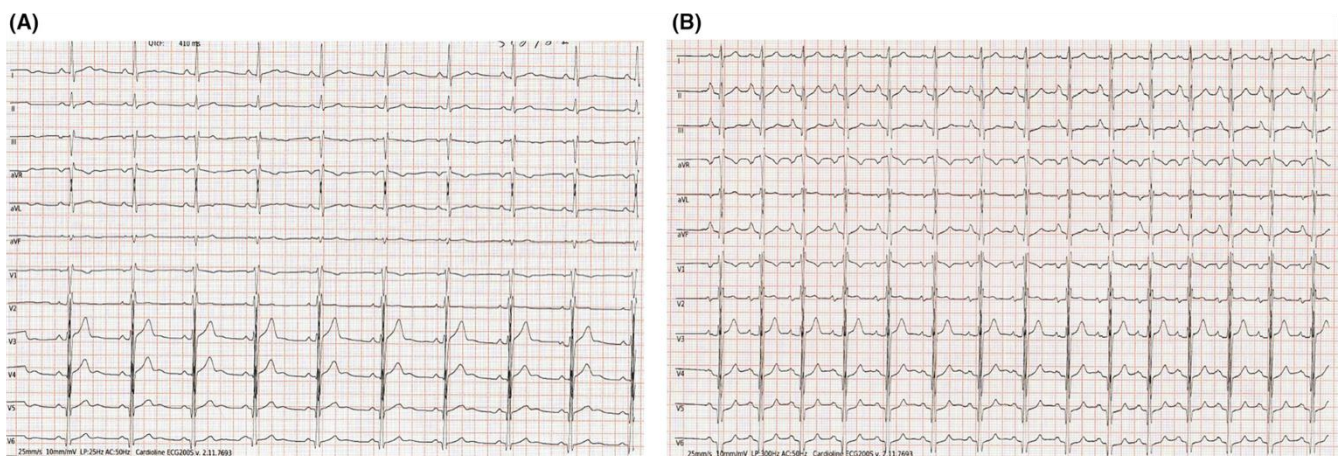 (A)
(B)
QTcF: 410 ms
I
II
III
aVR
aVL
aVF
V1
V2
V3
V4
V5
V6
25mm/s 10mm/mV LP:25Hz AC:50Hz Cardioline ECG200S v. 2.11.7693
I
II
III
aVR
aVL
aVF
V1
V2
V3
V4
V5
V6
25mm/s 10mm/mV LP:300Hz AC:50Hz Cardioline ECG200S v. 2.11.7693